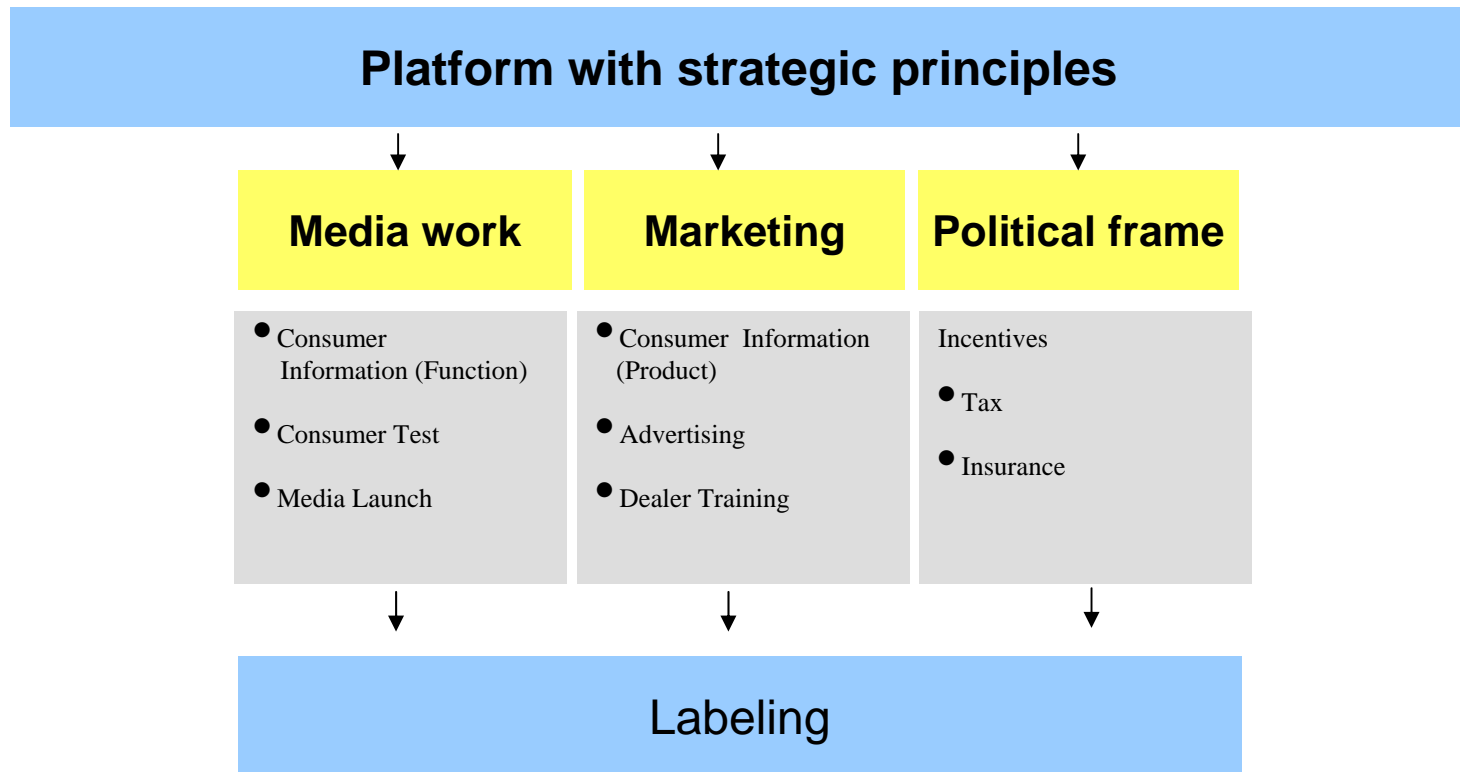 Platform with strategic principles
Media work
Marketing
Political frame
● Consumer
Information (Function)
● Consumer Test
● Media Launch
● Consumer Information
(Product)
● Advertising
● Dealer Training
Incentives
● Tax
● Insurance
Labeling